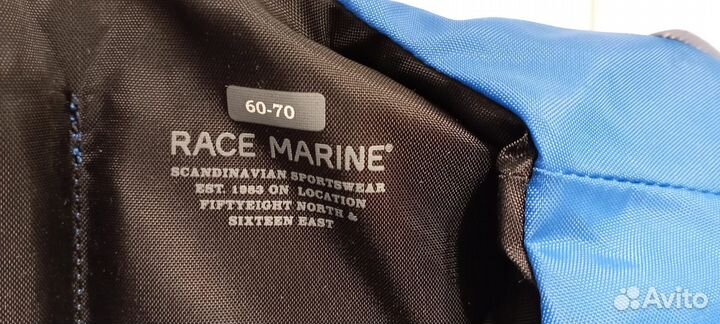 60-70
RACE MARINE®
SCANDINAVIAN SPORTSWEAR
EST. 1983 ON LOCATION
FIFTYEIGHT NORTH &
SIXTEEN EAST
Avito